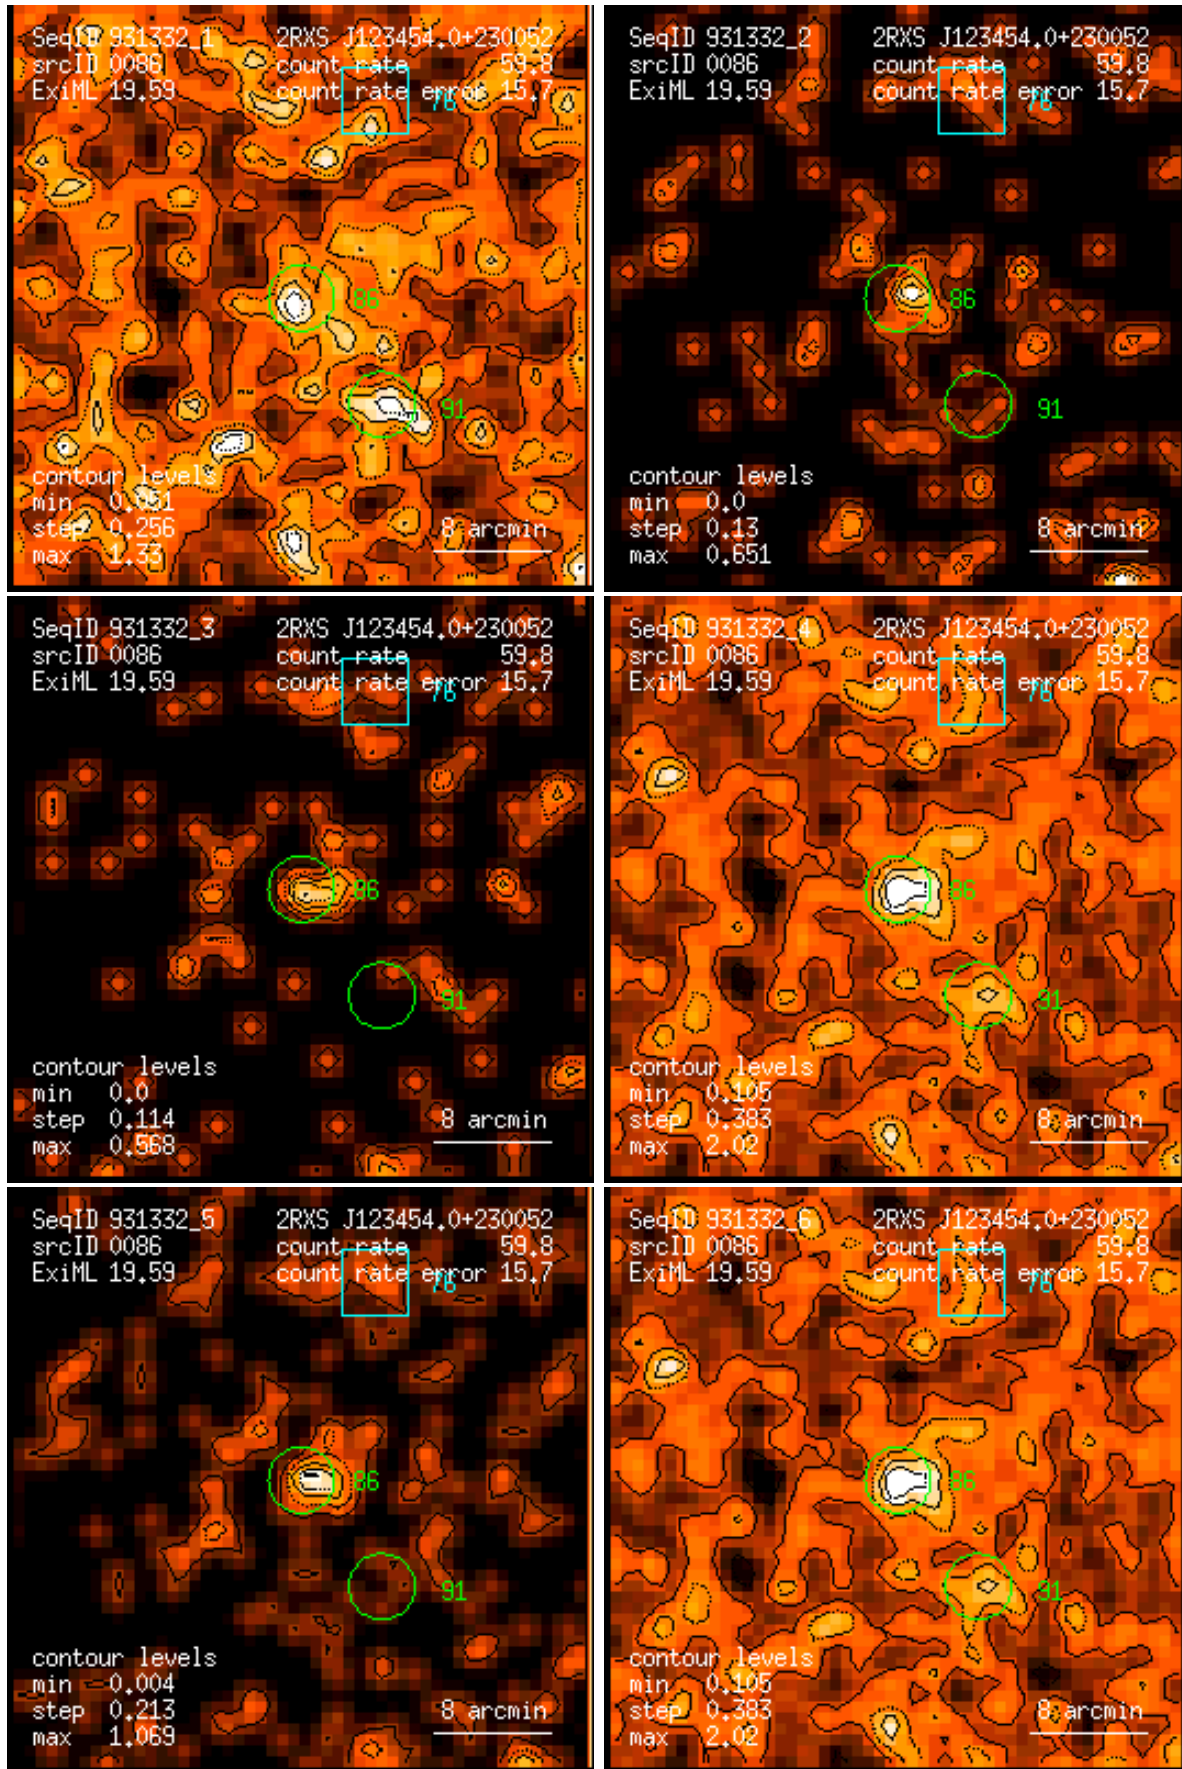 SeqID 931332_1 2RXS J123454.0+230052
srcID 0086 count rate 59.8
ExiML 19.59 count rate error 15.7
76
86
91
contour levels
min 0.051
step 0.256
max 1.33
8 arcmin
SeqID 931332_2 2RXS J123454.0+230052
srcID 0086 count rate 59.8
ExiML 19.59 count rate error 15.7
76
86
91
contour levels
min 0.0
step 0.13
max 0.651
8 arcmin
SeqID 931332_3 2RXS J123454.0+230052
srcID 0086 count rate 59.8
ExiML 19.59 count rate error 15.7
76
86
91
contour levels
min 0.0
step 0.114
max 0.568
8 arcmin
SeqID 931332_4 2RXS J123454.0+230052
srcID 0086 count rate 59.8
ExiML 19.59 count rate error 15.7
76
86
91
contour levels
min 0.105
step 0.383
max 2.02
8 arcmin
SeqID 931332_5 2RXS J123454.0+230052
srcID 0086 count rate 59.8
ExiML 19.59 count rate error 15.7
76
86
91
contour levels
min 0.004
step 0.213
max 1.069
8 arcmin
SeqID 931332_6 2RXS J123454.0+230052
srcID 0086 count rate 59.8
ExiML 19.59 count rate error 15.7
76
86
91
contour levels
min 0.105
step 0.383
max 2.02
8 arcmin